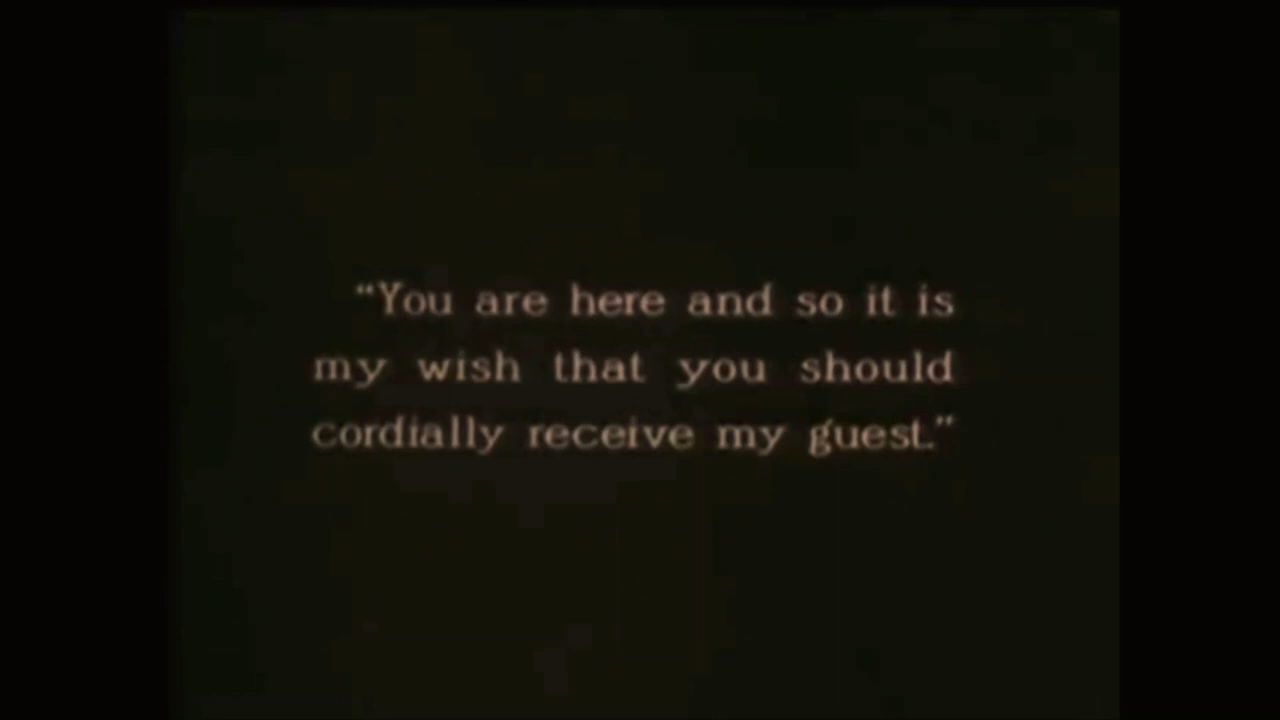 “You are here and so it is
my wish that you should
cordially receive my guest.”